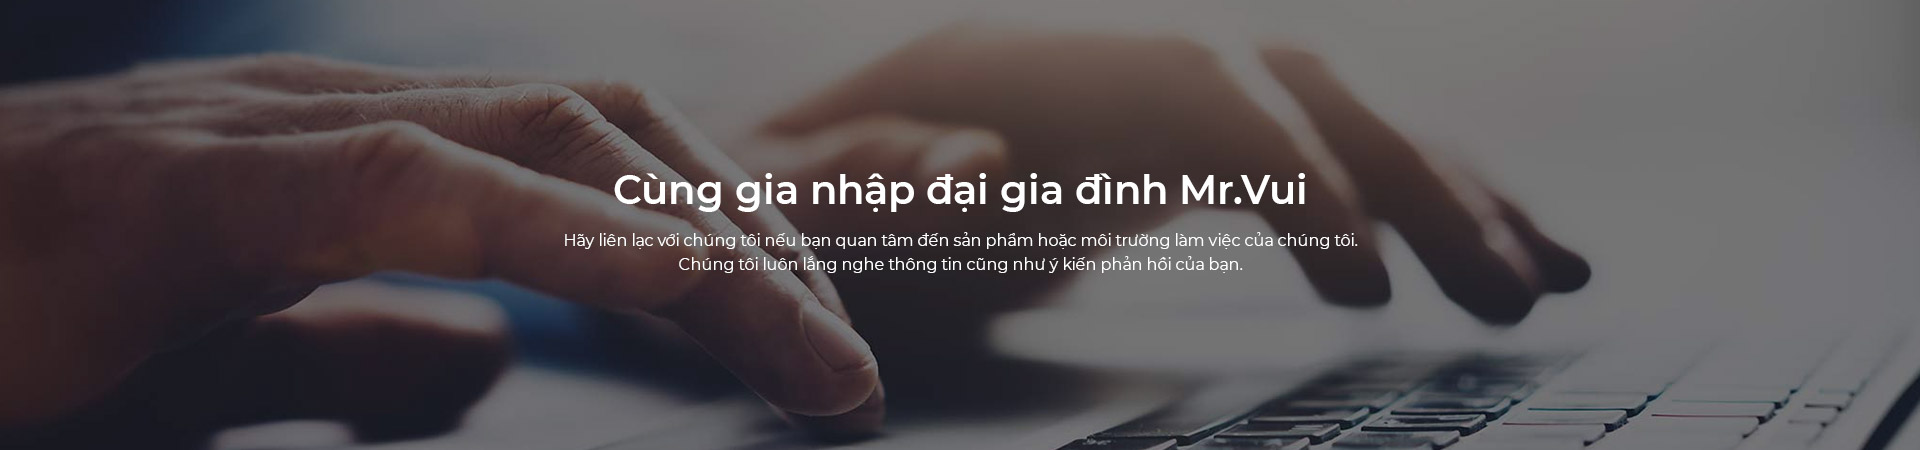 Cùng gia nhập đại gia đình Mr.Vui
Hãy liên lạc với chúng tôi nếu bạn quan tâm đến sản phẩm hoặc môi trường làm việc của chúng tôi.
Chúng tôi luôn lắng nghe thông tin cũng như ý kiến phản hồi của bạn.